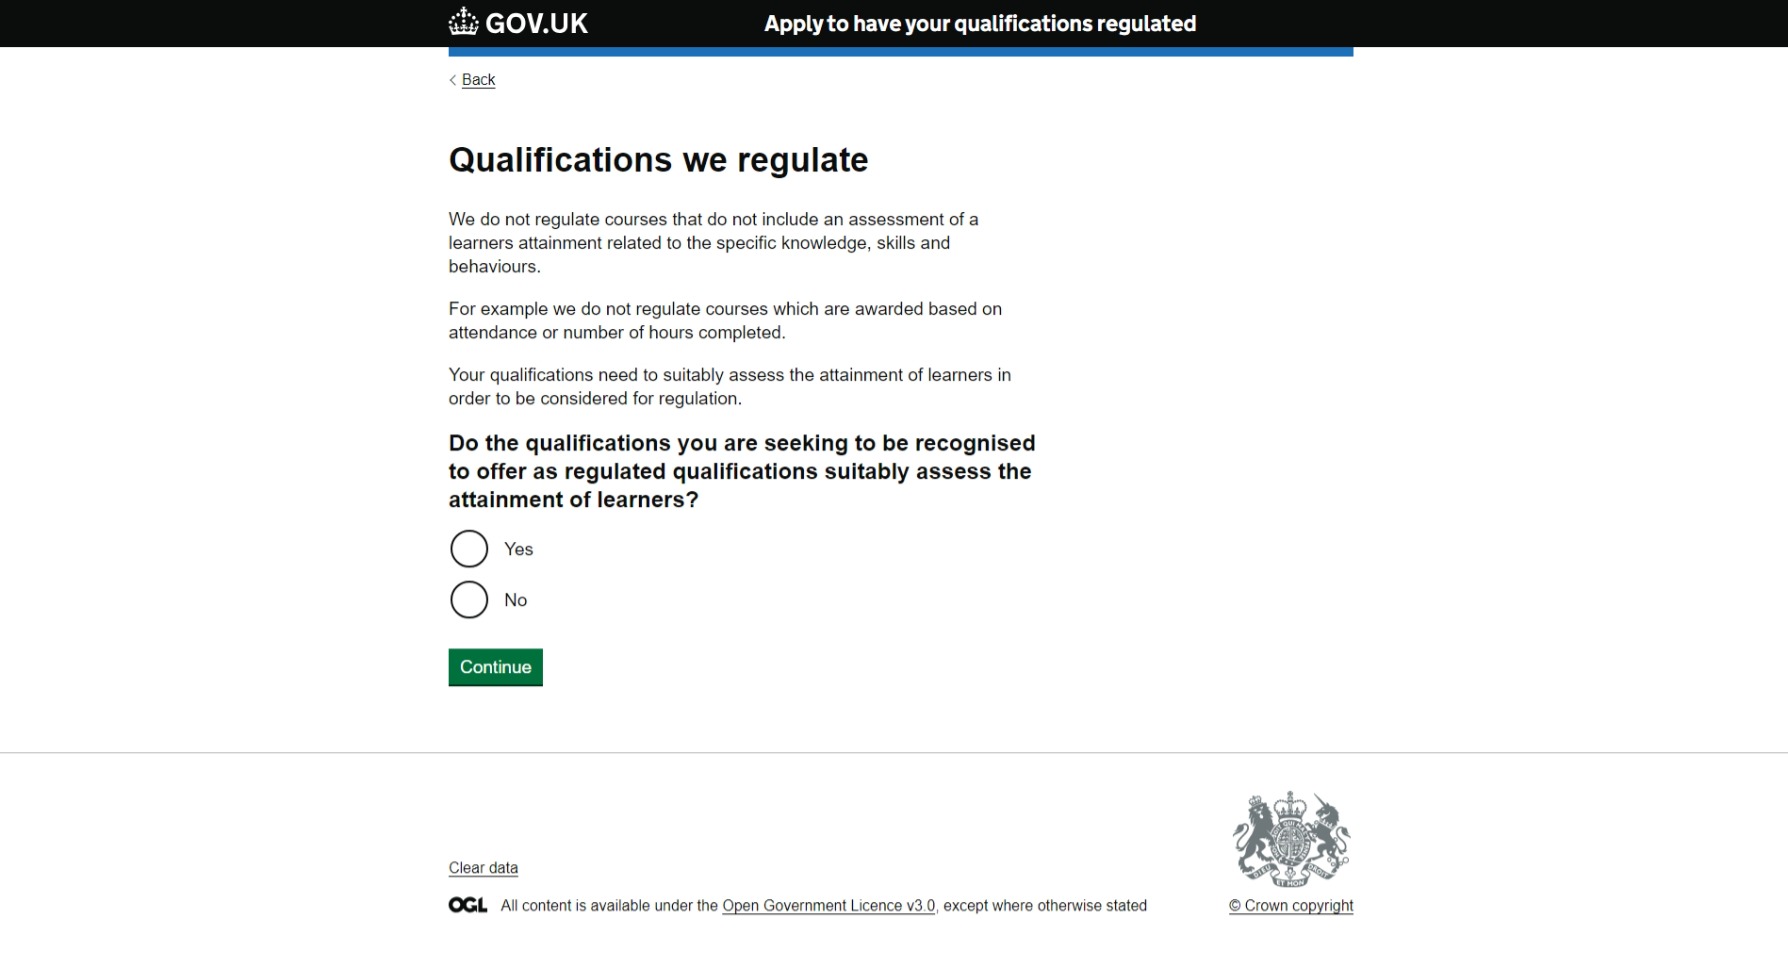 GOV.UK
Apply to have your qualifications regulated
Back
Qualifications we regulate
We do not regulate courses that do not include an assessment of a
learners attainment related to the specific knowledge, skills and
behaviours.
For example we do not regulate courses which are awarded based on
attendance or number of hours completed.
Your qualifications need to suitably assess the attainment of learners in
order to be considered for regulation.
Do the qualifications you are seeking to be recognised
to offer as regulated qualifications suitably assess the
attainment of learners?
Yes
No
Continue
Clear data
OGL All content is available under the Open Government Licence v3.0, except where otherwise stated
© Crown copyright